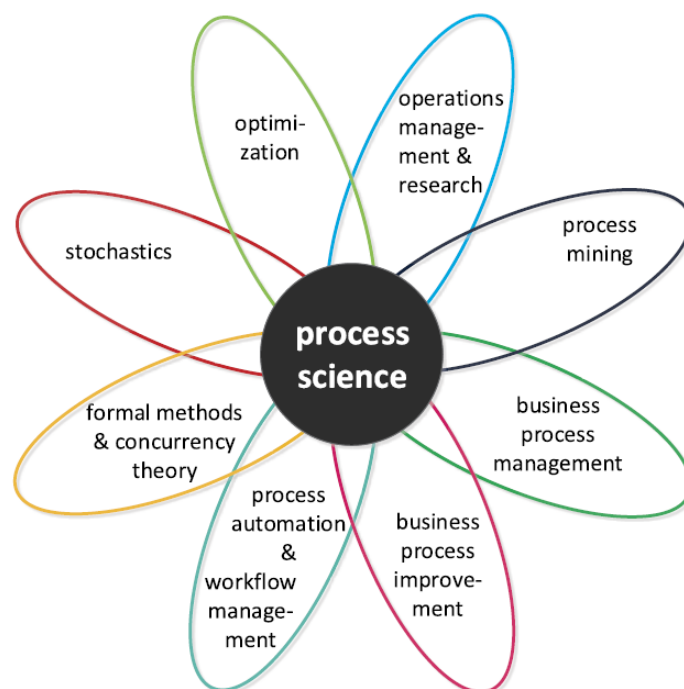 optimi-
zation
operations
manage-
ment &
research
process
mining
business
process
management
business
process
improve-
ment
process
automation
&
workflow
manage-
ment
formal methods
& concurrency
theory
stochastics
process
science